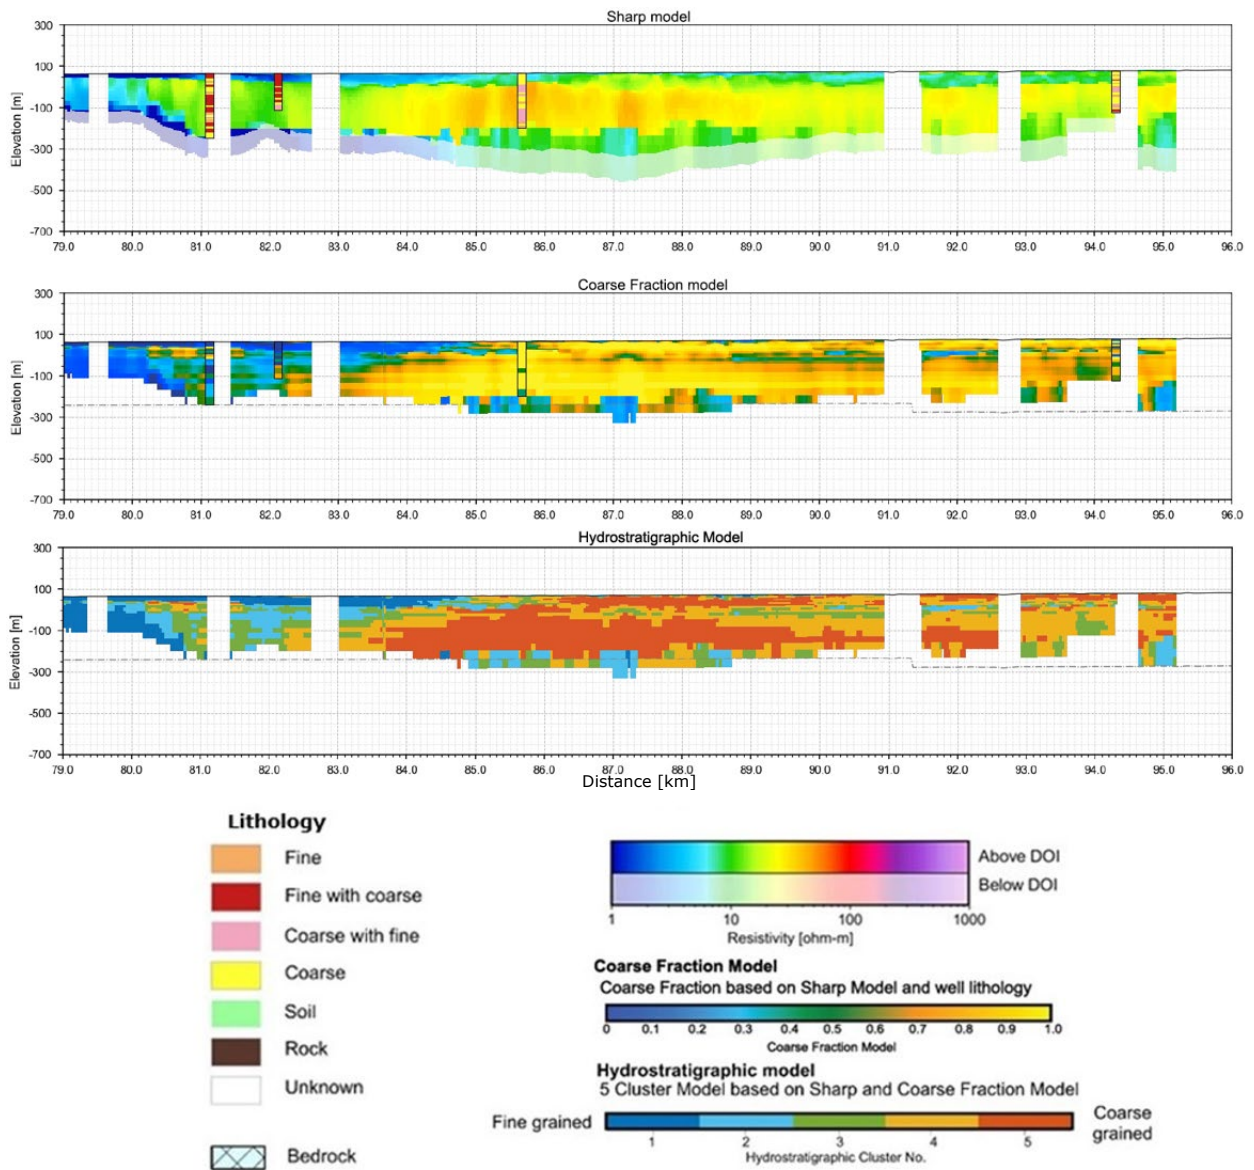 Sharp model
300
100
-100
-300
-500
-700
Elevation [m]
79.0 80.0 81.0 82.0 83.0 84.0 85.0 86.0 87.0 88.0 89.0 90.0 91.0 92.0 93.0 94.0 95.0 96.0
Coarse Fraction model
300
100
-100
-300
-500
-700
Elevation [m]
79.0 80.0 81.0 82.0 83.0 84.0 85.0 86.0 87.0 88.0 89.0 90.0 91.0 92.0 93.0 94.0 95.0 96.0
Hydrostratigraphic Model
300
100
-100
-300
-500
-700
Elevation [m]
79.0 80.0 81.0 82.0 83.0 84.0 85.0 86.0 87.0 88.0 89.0 90.0 91.0 92.0 93.0 94.0 95.0 96.0
Distance [km]
Lithology
Fine
Fine with coarse
Coarse with fine
Coarse
Soil
Rock
Unknown
Bedrock
Above DOI
Below DOI
1 10 100 1000
Resistivity [ohm-m]
Coarse Fraction Model
Coarse Fraction based on Sharp Model and well lithology
0 0.1 0.2 0.3 0.4 0.5 0.6 0.7 0.8 0.9 1.0
Coarse Fraction Model
Hydrostratigraphic model
5 Cluster Model based on Sharp and Coarse Fraction Model
Fine grained
Coarse
grained
1 2 3 4 5
Hydrostratigraphic Cluster No.